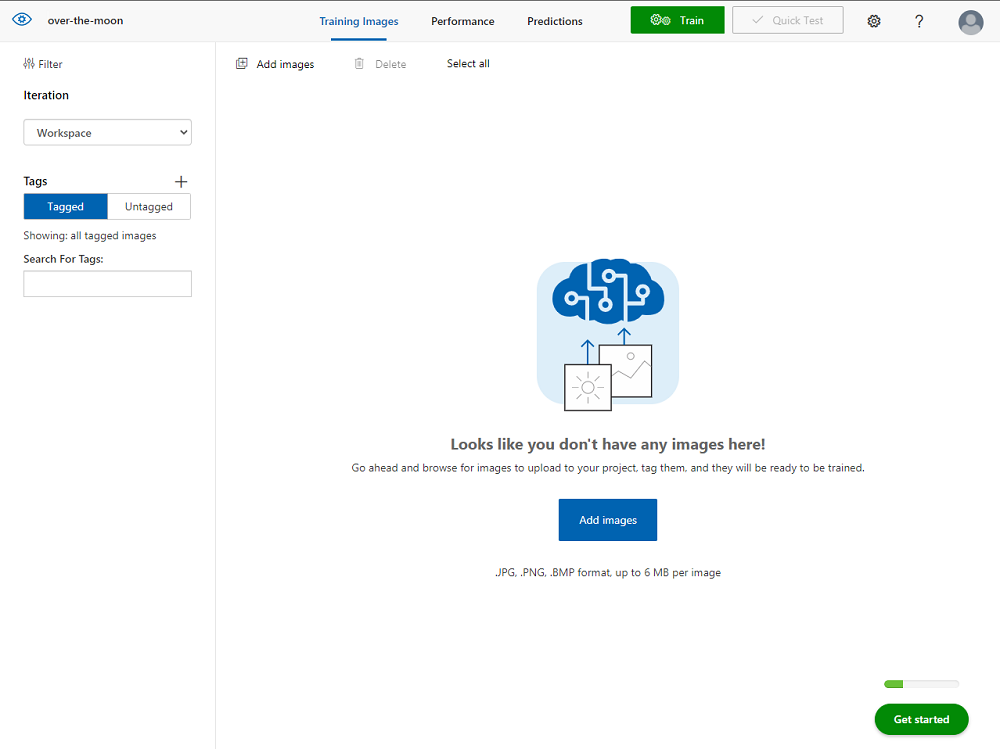 over-the-moon
Training Images
Performance
Predictions
Train
Quick Test
?
Filter
Iteration
Workspace
Tags
Tagged
Untagged
Showing: all tagged images
Search For Tags:
Add images
Delete
Select all
Looks like you don't have any images here!
Go ahead and browse for images to upload to your project, tag them, and they will be ready to be trained.
Add images
.JPG, .PNG, .BMP format, up to 6 MB per image
Get started